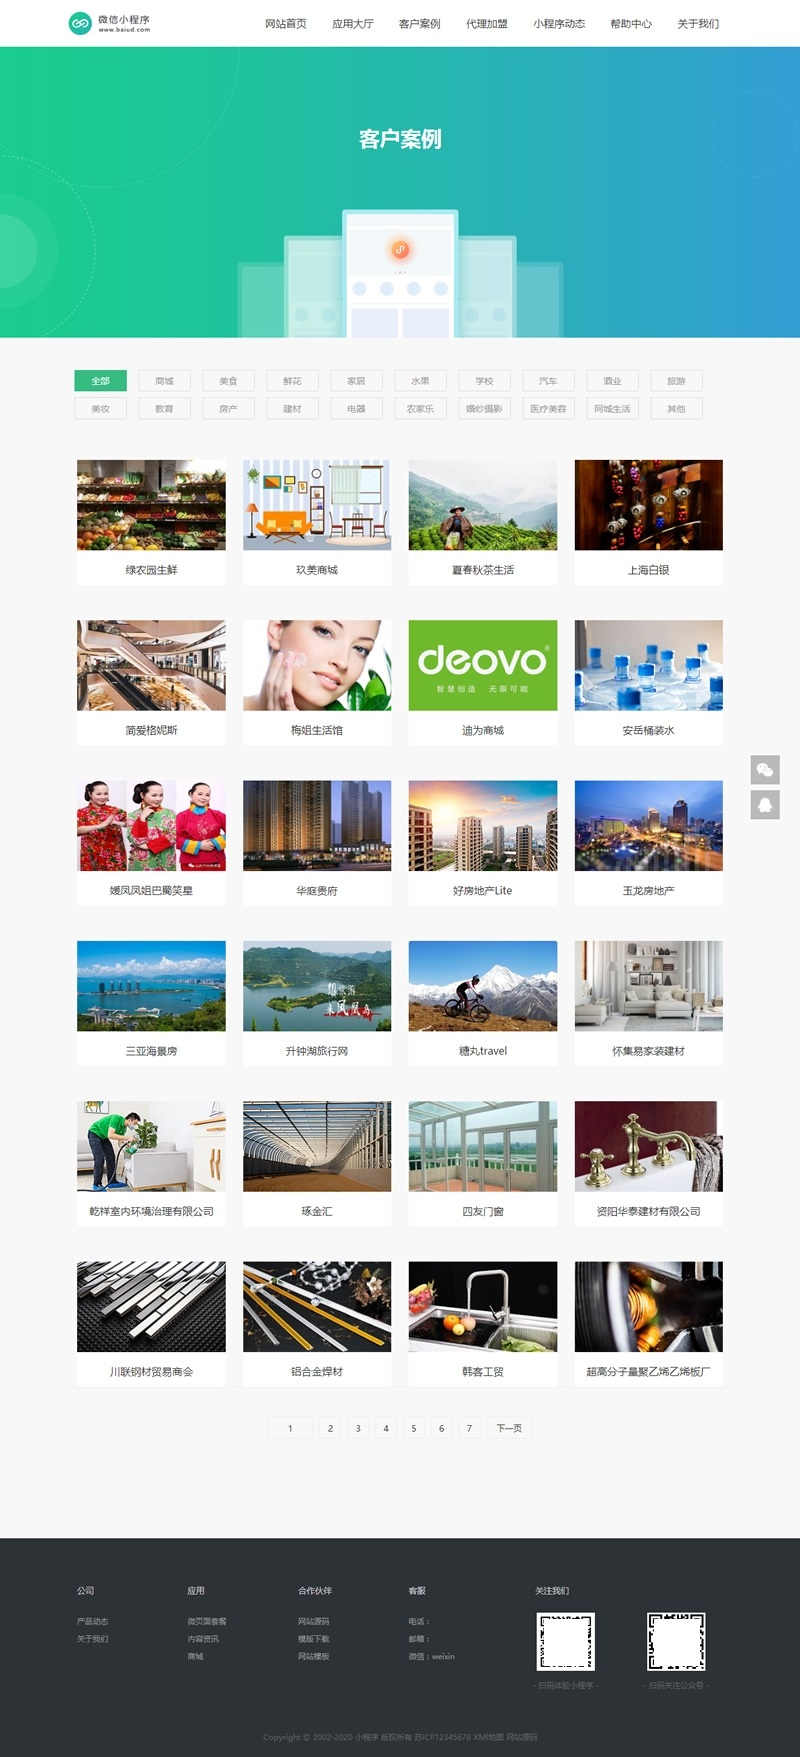 微信小程序
www.baiud.com
网站首页 应用大厅 客户案例 代理加盟 小程序动态 帮助中心 关于我们
客户案例
全部 商城 美食 鲜花 家居 水果 学校 汽车 酒业 旅游
美妆 教育 房产 建材 电器 农家乐 婚纱摄影 医疗美容 同城生活 其他
绿农园生鲜 玖美商城 夏春秋茶生活 上海白银
deovo
智慧创造 无限可能
简爱格妮斯 梅姐生活馆 迪为商城 安岳桶装水
媛凤凤姐巴蜀笑星 华庭贵府 好房地产Lite 玉龙房地产
想悠游
来凤凰岛
三亚海景房 升钟湖旅行网 糖丸travel 怀集易家装建材
乾祥室内环境治理有限公司 琢金汇 四友门窗 资阳华泰建材有限公司
川联钢材贸易商会 铝合金焊材 韩客工贸 超高分子量聚乙烯乙烯板厂
1 2 3 4 5 6 7 下一页
公司 应用 合作伙伴 客服 关注我们
产品动态 微页面套餐 网站源码 电话：
关于我们 内容资讯 模版下载 邮箱：
商城 网站模板 微信：weixin
- 扫码体验小程序 - - 扫码关注公众号 -
Copyright © 2002-2020 小程序 版权所有 苏ICP12345678 XML地图 网站源码